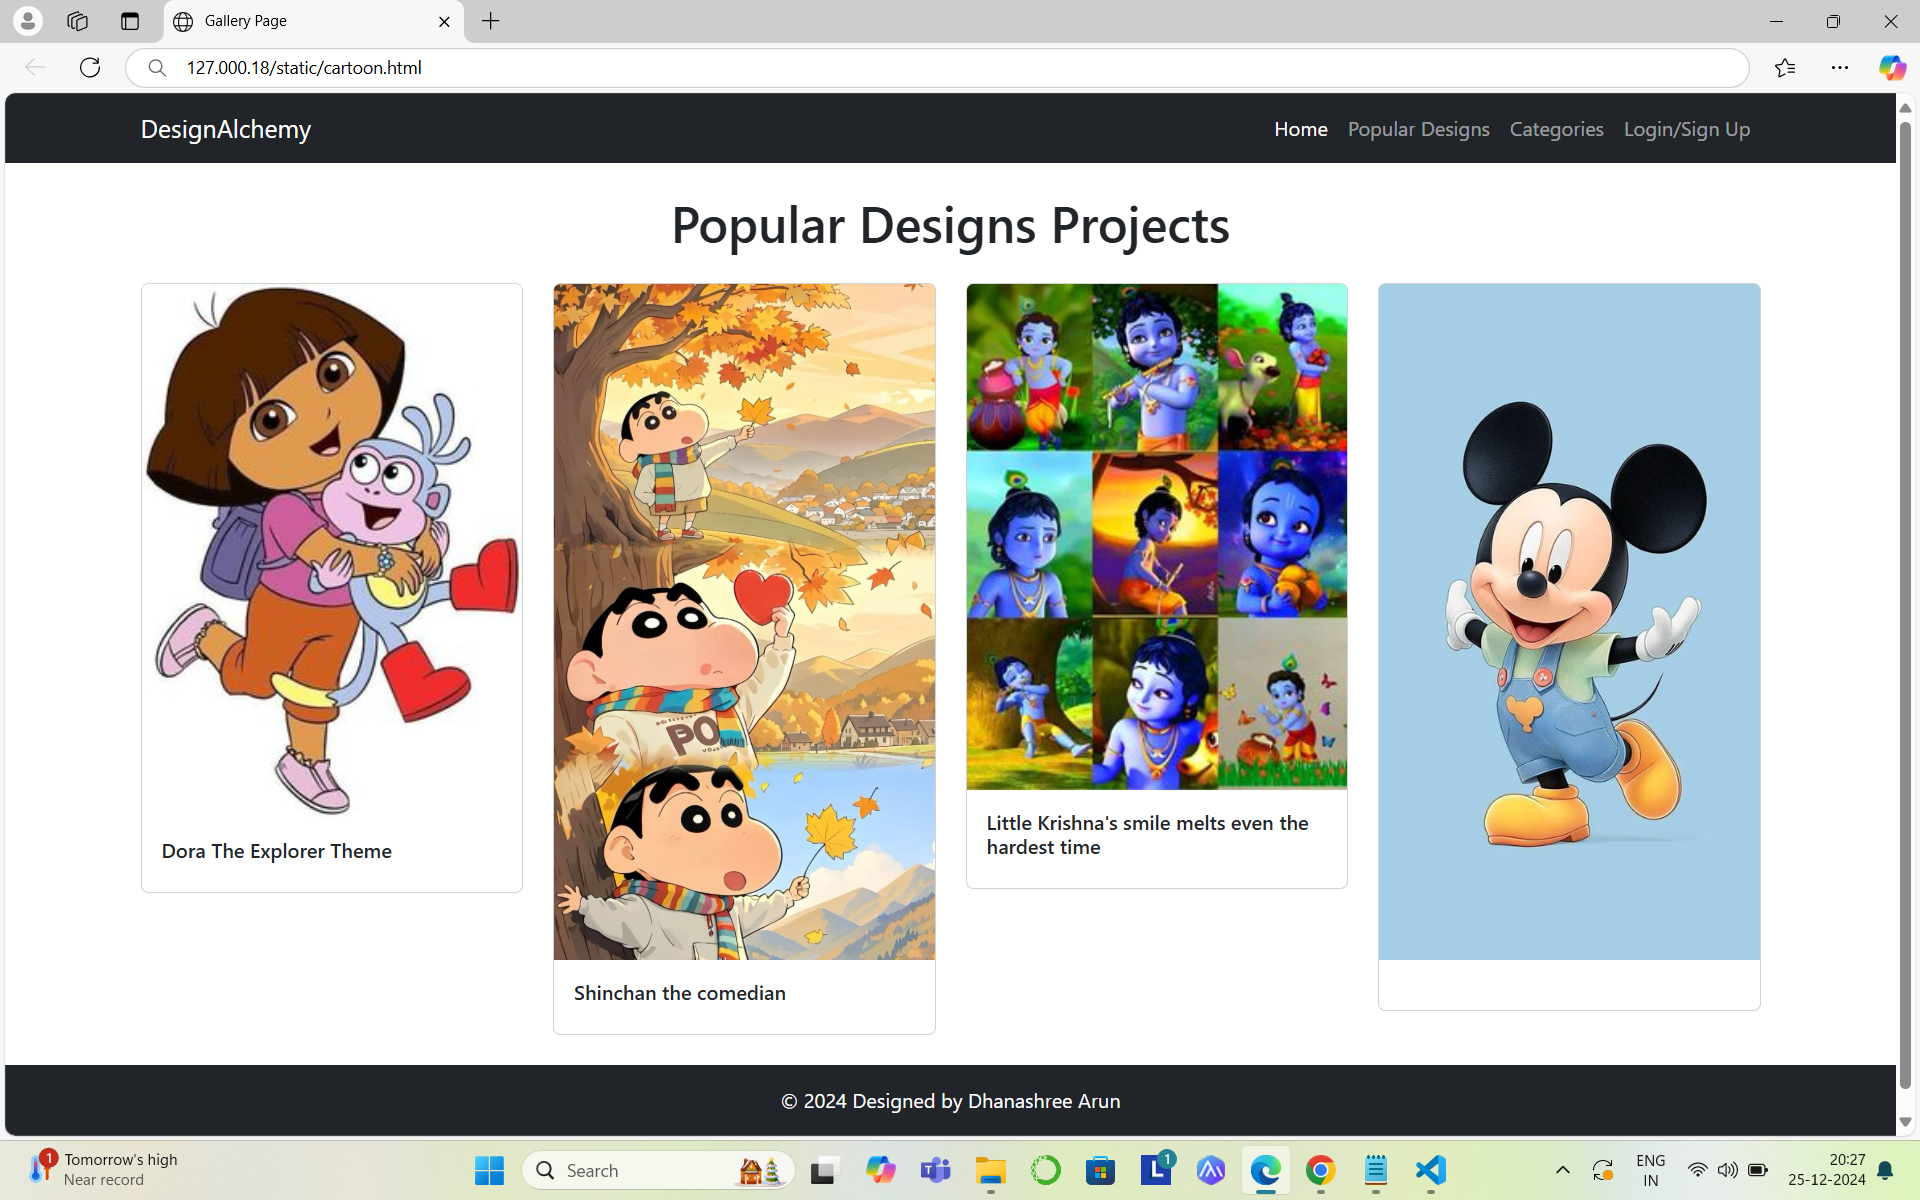 Gallery Page
127.000.18/static/cartoon.html
DesignAlchemy
Home Popular Designs Categories Login/Sign Up
Popular Designs Projects
PO
Dora The Explorer Theme
Shinchan the comedian
Little Krishna's smile melts even the
hardest time
© 2024 Designed by Dhanashree Arun
1
Tomorrow's high
Near record
Search
L
1
ENG
IN
20:27
25-12-2024